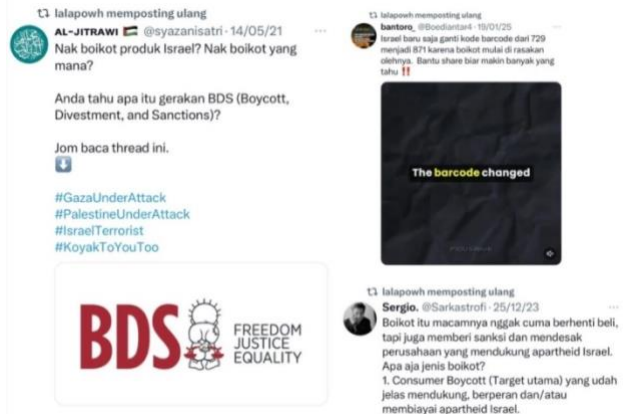 lalapowh memposting ulang
AL-JITRAWI 🇵🇸 @syazanisatri · 14/05/21 ···
Nak boikot produk Israel? Nak boikot yang
mana?
Anda tahu apa itu gerakan BDS (Boycott,
Divestment, and Sanctions)?
Jom baca thread ini.
⬇️
#GazaUnderAttack
#PalestineUnderAttack
#IsraelTerrorist
#KoyakToYouToo
BDS
FREEDOM
JUSTICE
EQUALITY
lalapowh memposting ulang
bantoro_ @Boediantar4 · 19/01/25 ···
Israel baru saja ganti kode barcode dari 729
menjadi 871 karena boikot mulai di rasakan
olehnya. Bantu share biar makin banyak yang
tahu ‼️
The barcode changed
lalapowh memposting ulang
Sergio. @Sarkastrofi · 25/12/23 ···
Boikot itu macamnya nggak cuma berhenti beli,
tapi juga memberi sanksi dan mendesak
perusahaan yang mendukung apartheid Israel.
Apa aja jenis boikot?
1. Consumer Boycott (Target utama) yang udah
jelas mendukung, berperan dan/atau
membiayai apartheid Israel.